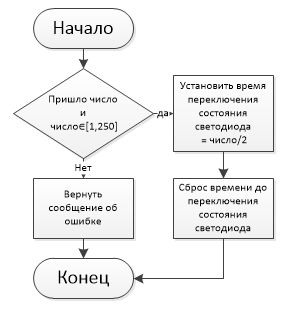 Начало
Пришло число
и
число∈[1,250]
да
Установить время
переключения
состояния
светодиода
= число/2
Нет
Вернуть
сообщение об
ошибке
Сброс времени до
переключения
состояния
светодиода
Конец